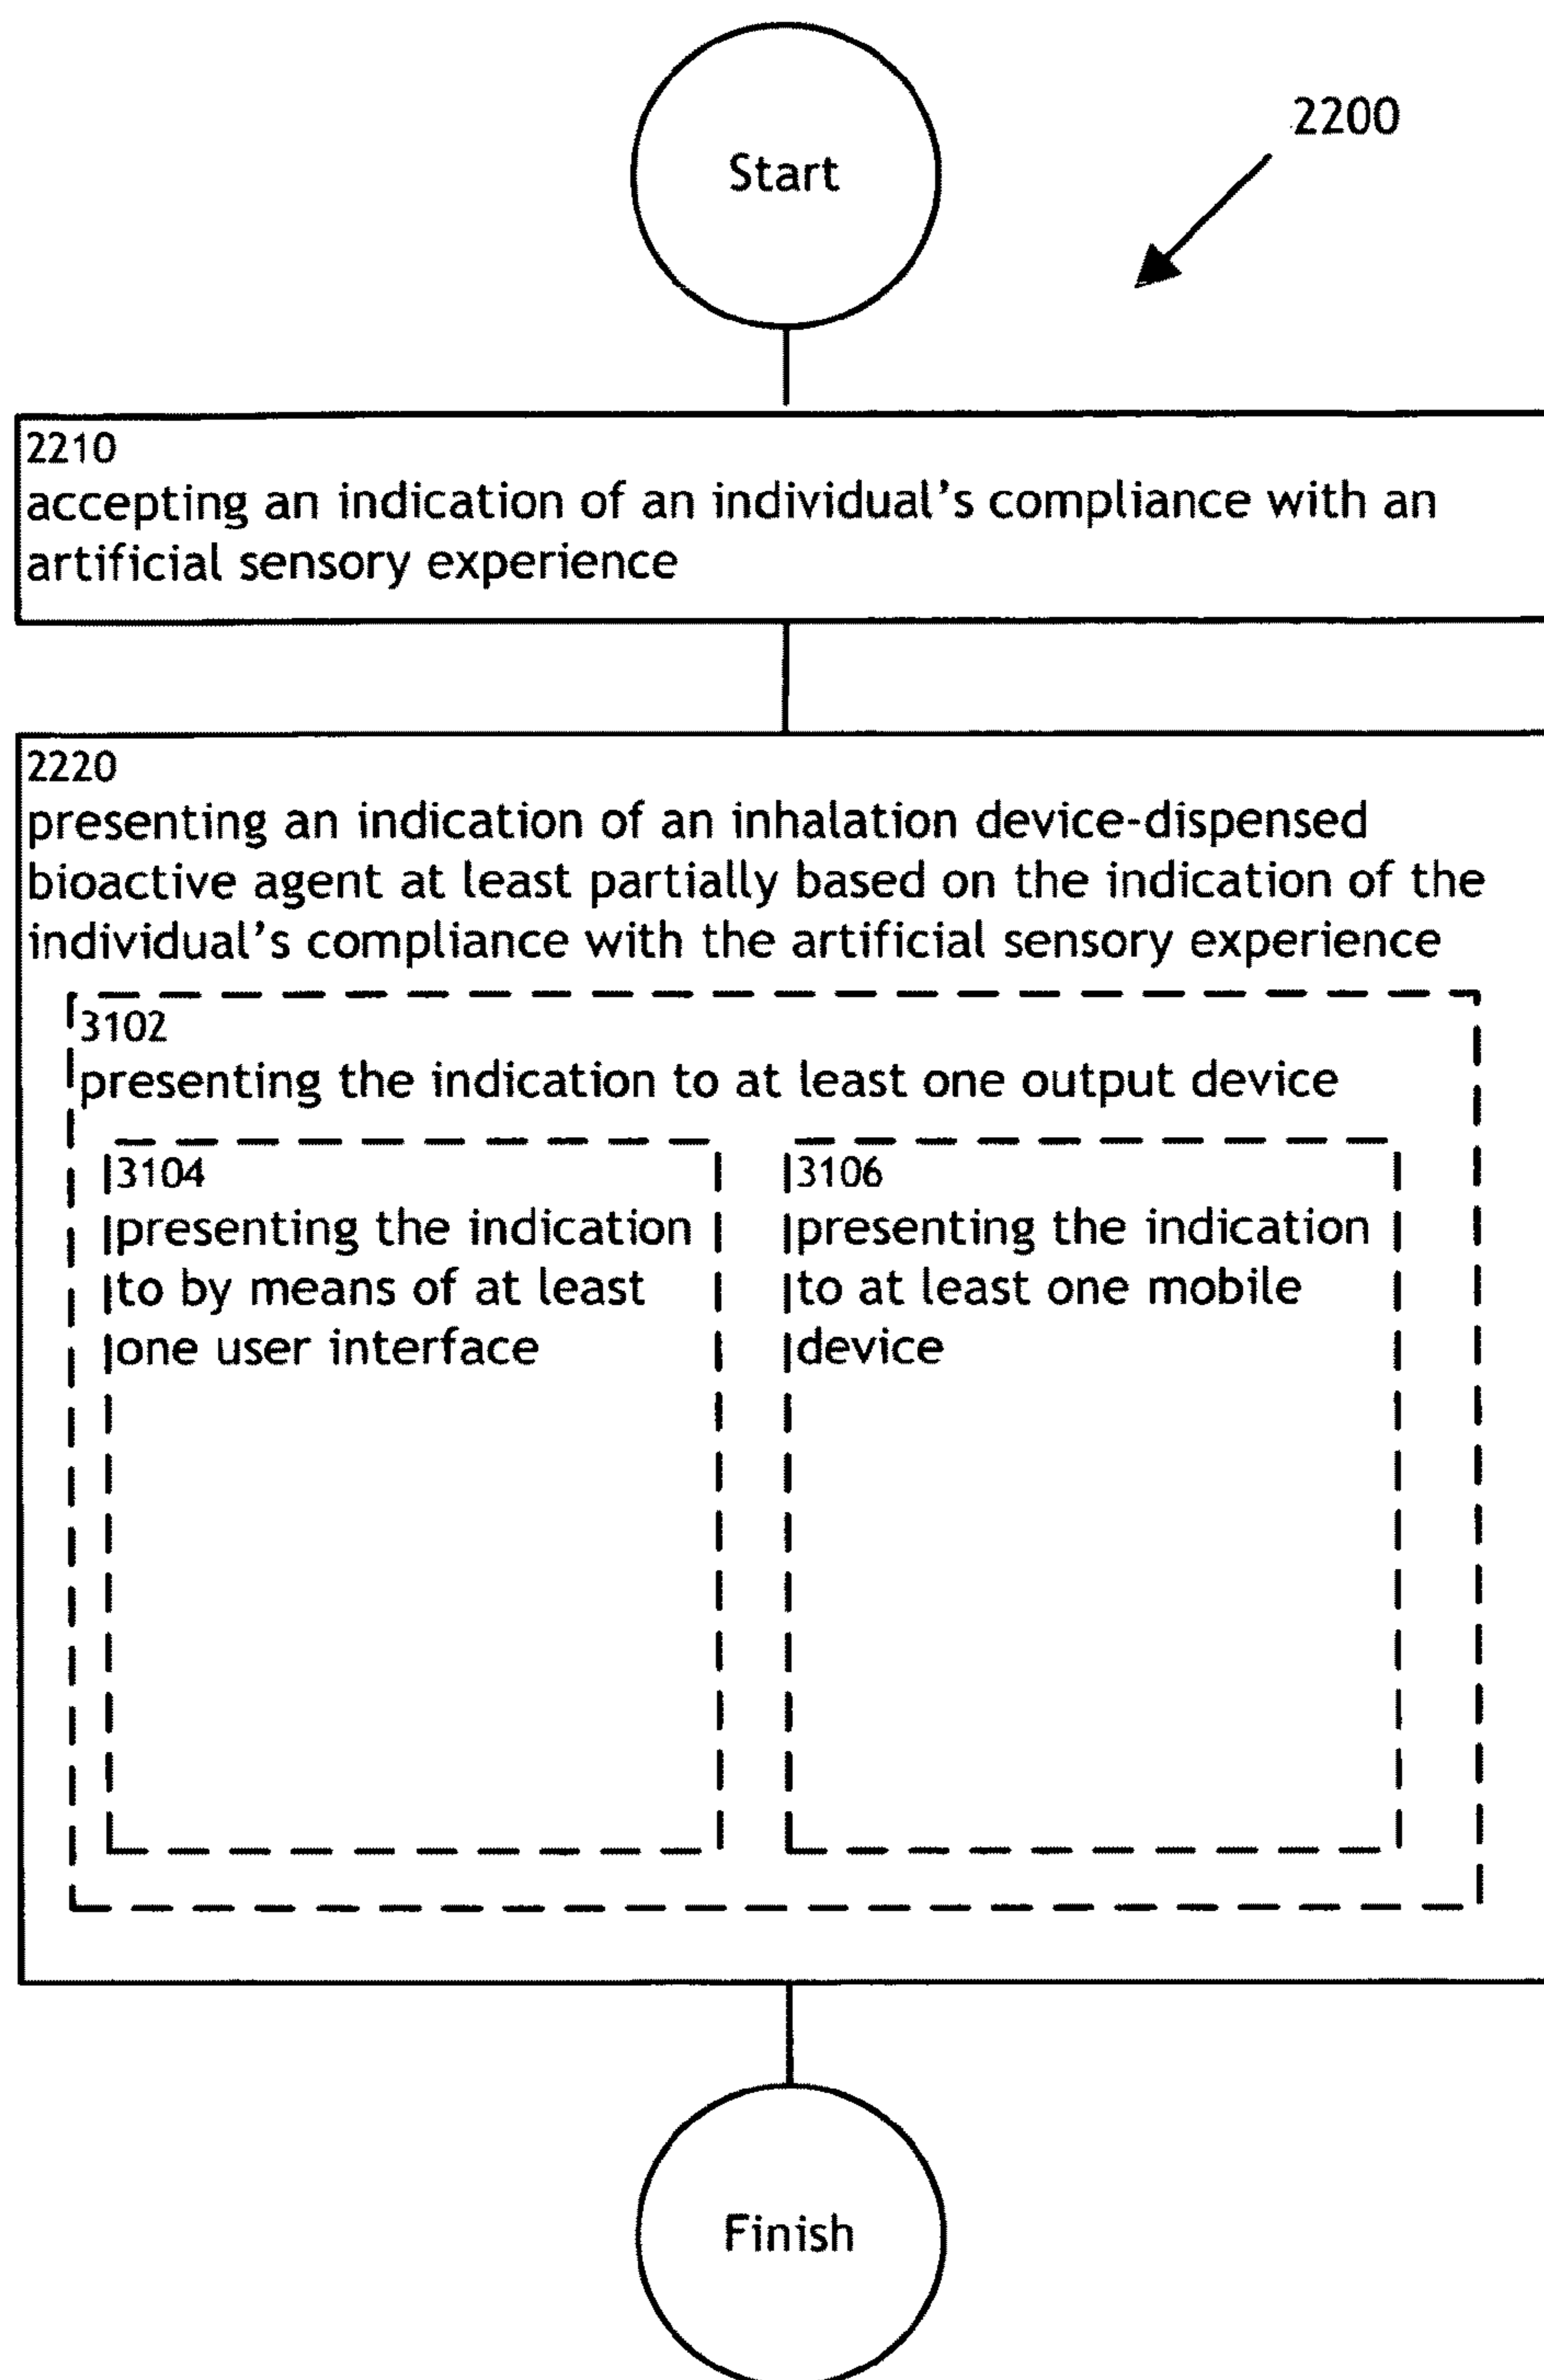 Start
2200
2210
accepting an indication of an individual's compliance with an
artificial sensory experience
2220
presenting an indication of an inhalation device-dispensed
bioactive agent at least partially based on the indication of the
individual's compliance with the artificial sensory experience
3102
presenting the indication to at least one output device
3104
presenting the indication
to by means of at least
one user interface
3106
presenting the indication
to at least one mobile
device
Finish